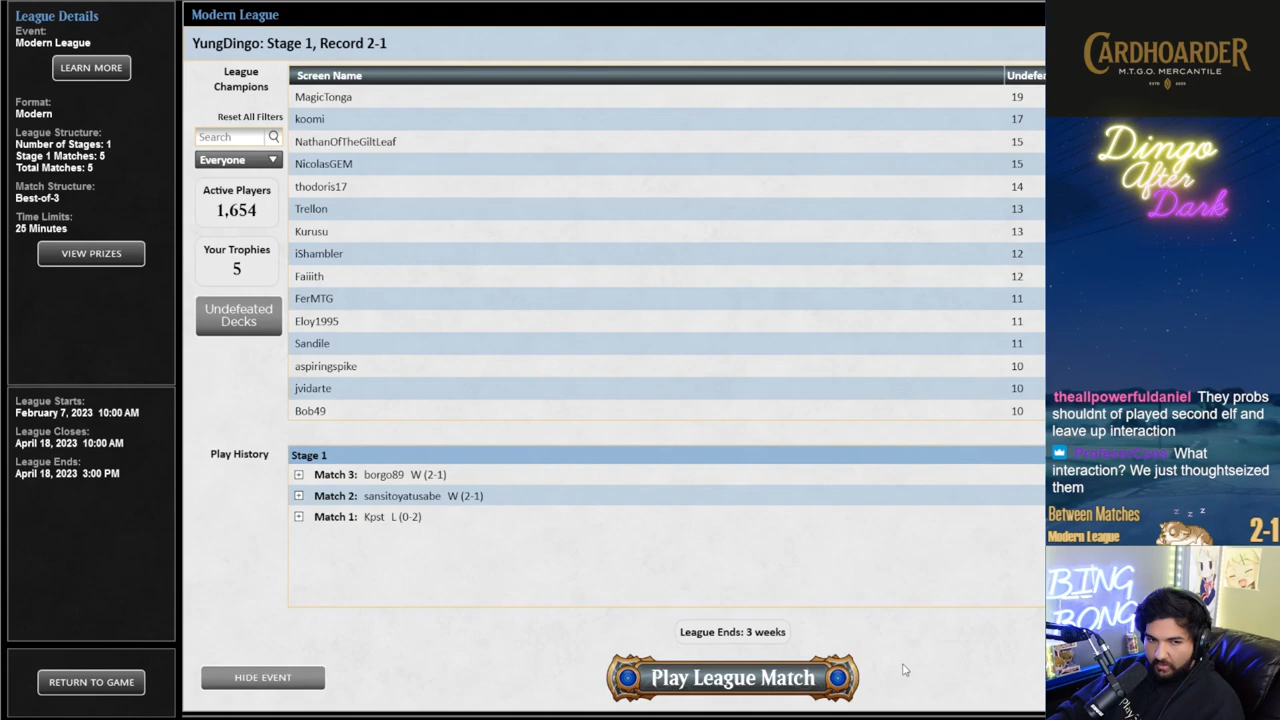 League Details
Event:
Modern League
LEARN MORE
Format:
Modern
League Structure:
Number of Stages: 1
Stage 1 Matches: 5
Total Matches: 5
Match Structure:
Best-of-3
Time Limits:
25 Minutes
VIEW PRIZES
League Starts:
February 7, 2023 10:00 AM
League Closes:
April 18, 2023 10:00 AM
League Ends:
April 18, 2023 3:00 PM
RETURN TO GAME
Modern League
YungDingo: Stage 1, Record 2-1
League
Champions
Reset All Filters
Search
Everyone
Active Players
1,654
Your Trophies
5
Undefeated
Decks
Screen Name Undefea
MagicTonga 19
koomi 17
NathanOfTheGiltLeaf 15
NicolasGEM 15
thodoris17 14
Trellon 13
Kurusu 13
iShambler 12
Faiiith 12
FerMTG 11
Eloy1995 11
Sandile 11
aspiringspike 10
jvidarte 10
Bob49 10
Play History
Stage 1
Match 3: borgo89 W (2-1)
Match 2: sansitoyatusabe W (2-1)
Match 1: Kpst L (0-2)
League Ends: 3 weeks
HIDE EVENT
Play League Match
CARDHOARDER
M.T.G.O. MERCANTILE
ESTD
Dingo
After
Dark
theallpowerfuldaniel They probs
shouldnt of played second elf and
leave up interaction
What
interaction? We just thoughtseized
them
Between Matches
z z z
Modern League
2-1
BING
BONG